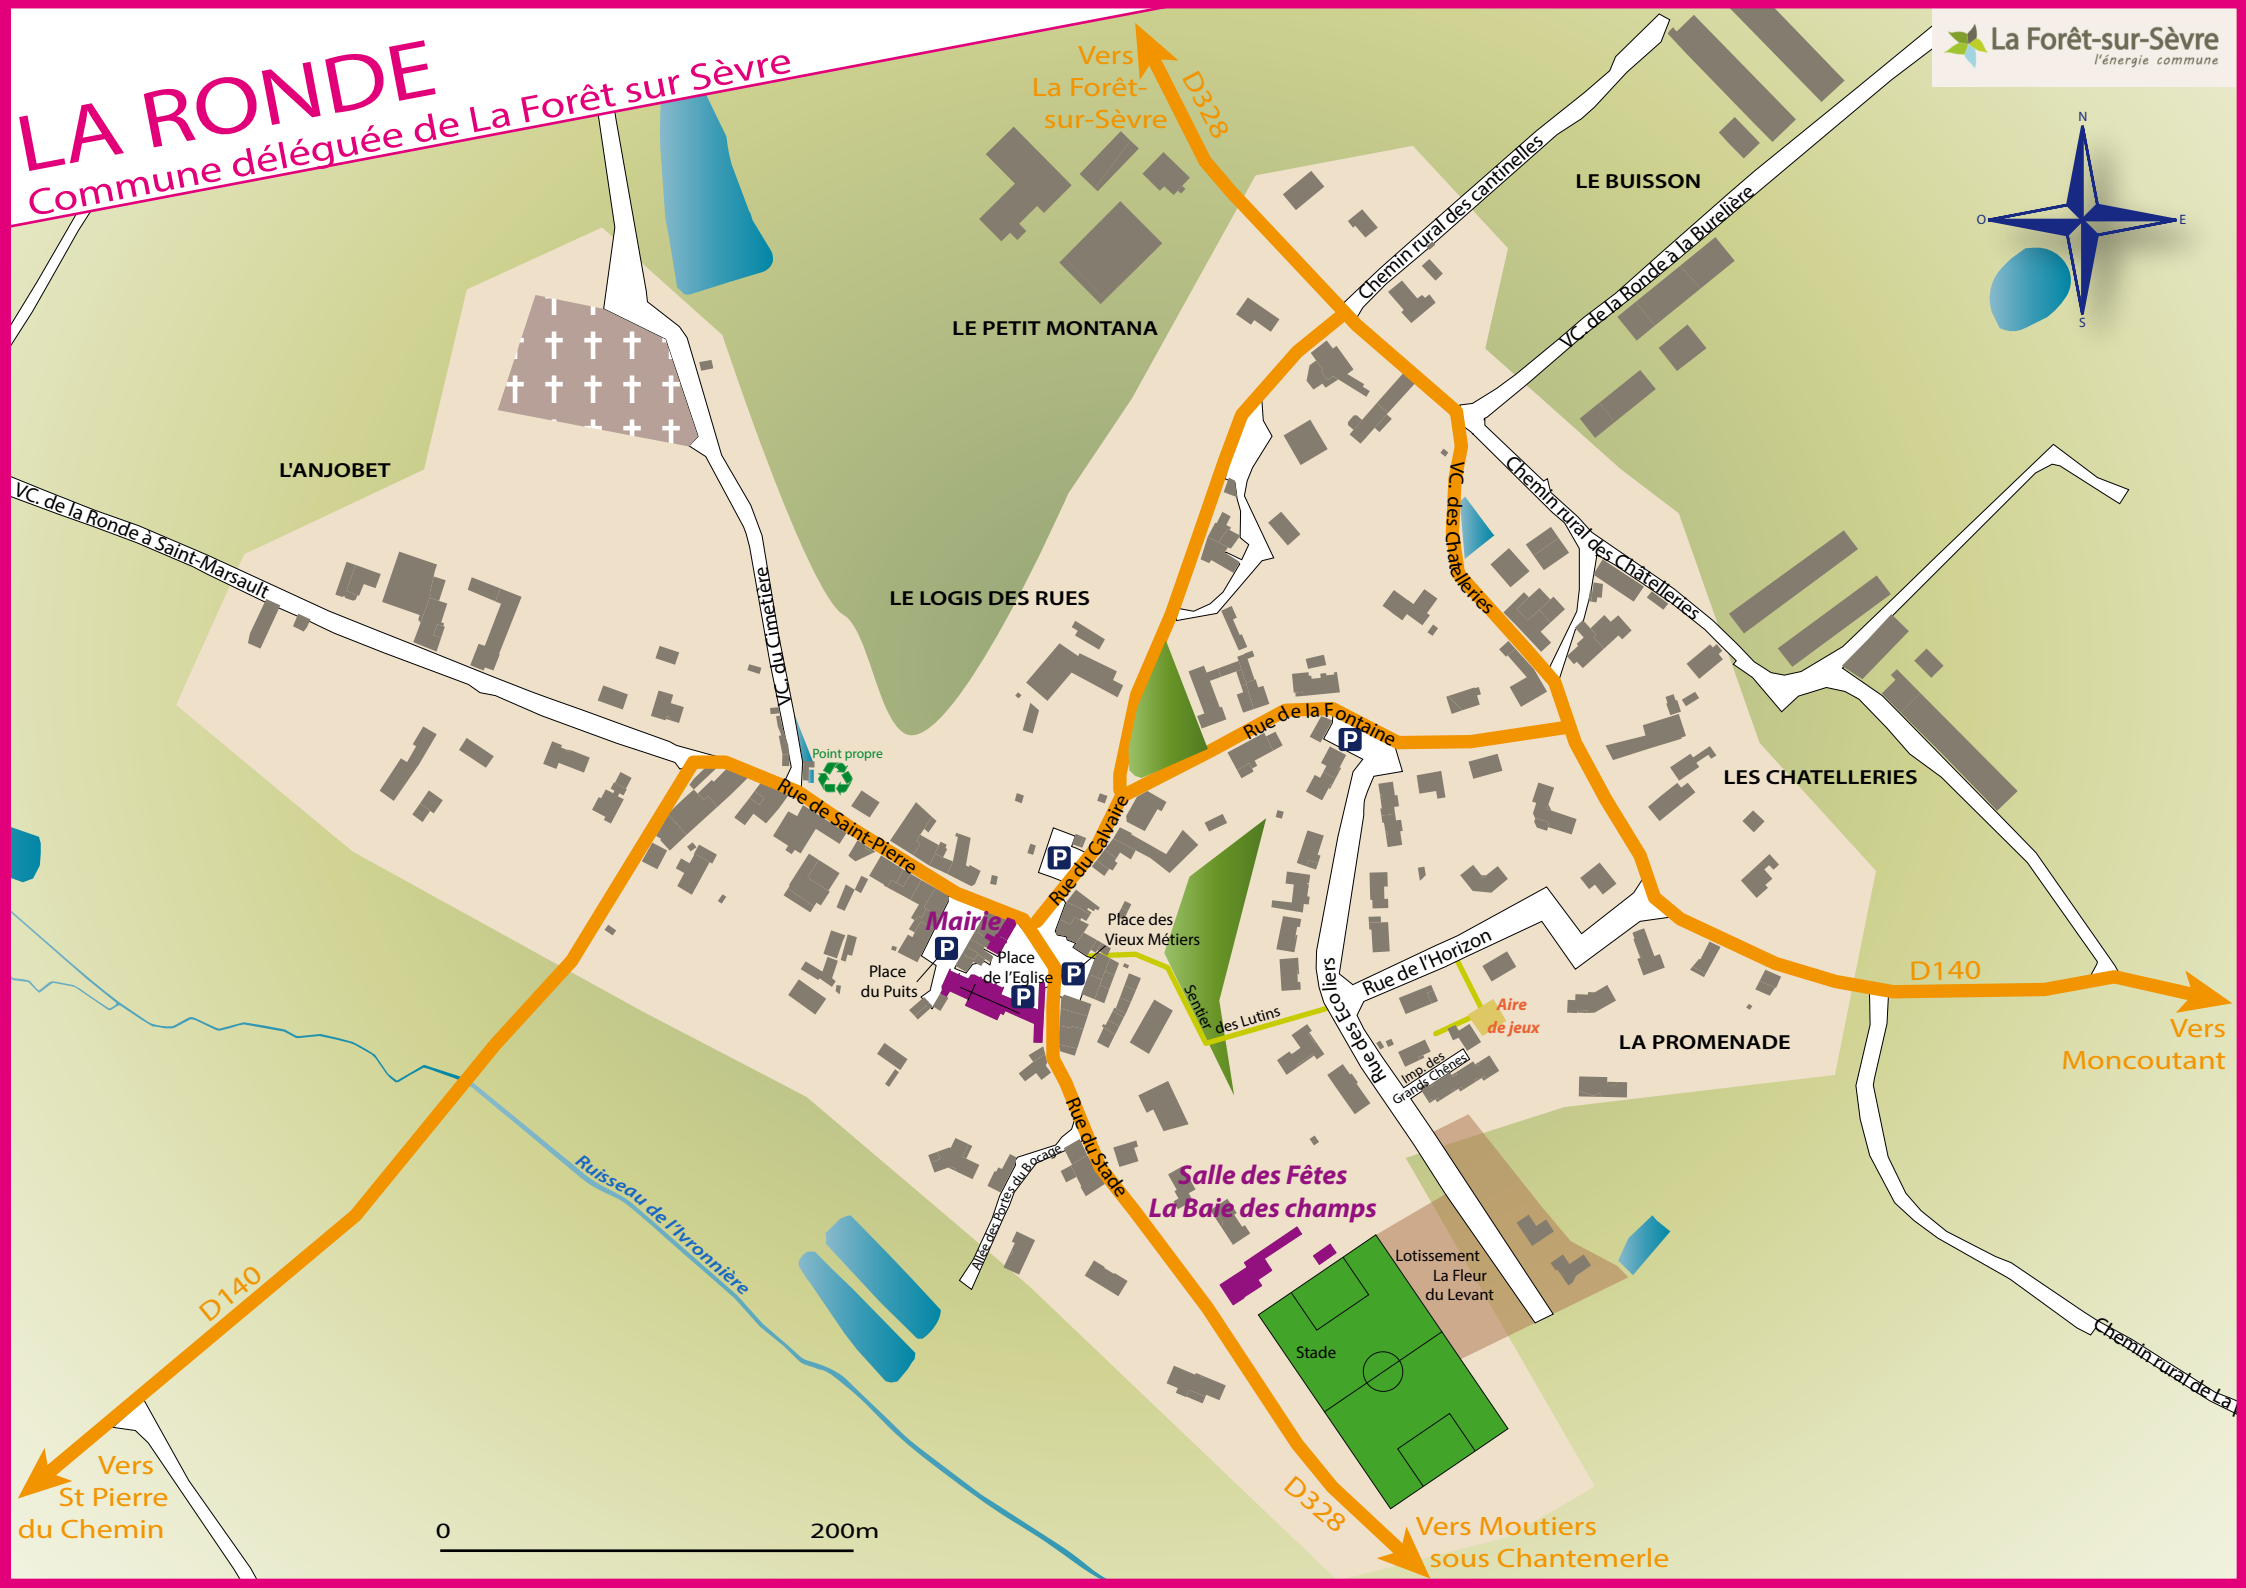 LA RONDE
Commune déléguée de La Forêt sur Sèvre
La Forêt-sur-Sèvre
l'énergie commune
Vers
La Forêt-
sur-Sèvre
D328
Chemin rural des cantinelles
LE BUISSON
VC. de la Ronde à la Burelière
N
O
E
S
LE PETIT MONTANA
L'ANJOBET
VC. de la Ronde à Saint-Marsault
VC. du Cimetière
LE LOGIS DES RUES
VC. des Chatelleries
Chemin rural des Châtelleries
Rue de la Fontaine
P
Point propre
Rue de Saint-Pierre
LES CHATELLERIES
Rue du Calvaire
P
Mairie
P
Place des
Vieux Métiers
Place
de l'Eglise
P
P
Place
du Puits
Sentier des Lutins
Rue des Ecoliers
Rue de l'Horizon
Aire
de jeux
Imp. des
Grands Chênes
LA PROMENADE
D140
Vers
Moncoutant
Rue du Stade
Allée des Portes du Bocage
Salle des Fêtes
La Baie des champs
Lotissement
La Fleur
du Levant
Stade
Ruisseau de l'Ivronnière
D140
Vers
St Pierre
du Chemin
0
200m
D328
Vers Moutiers
sous Chantemerle
Chemin rural de La